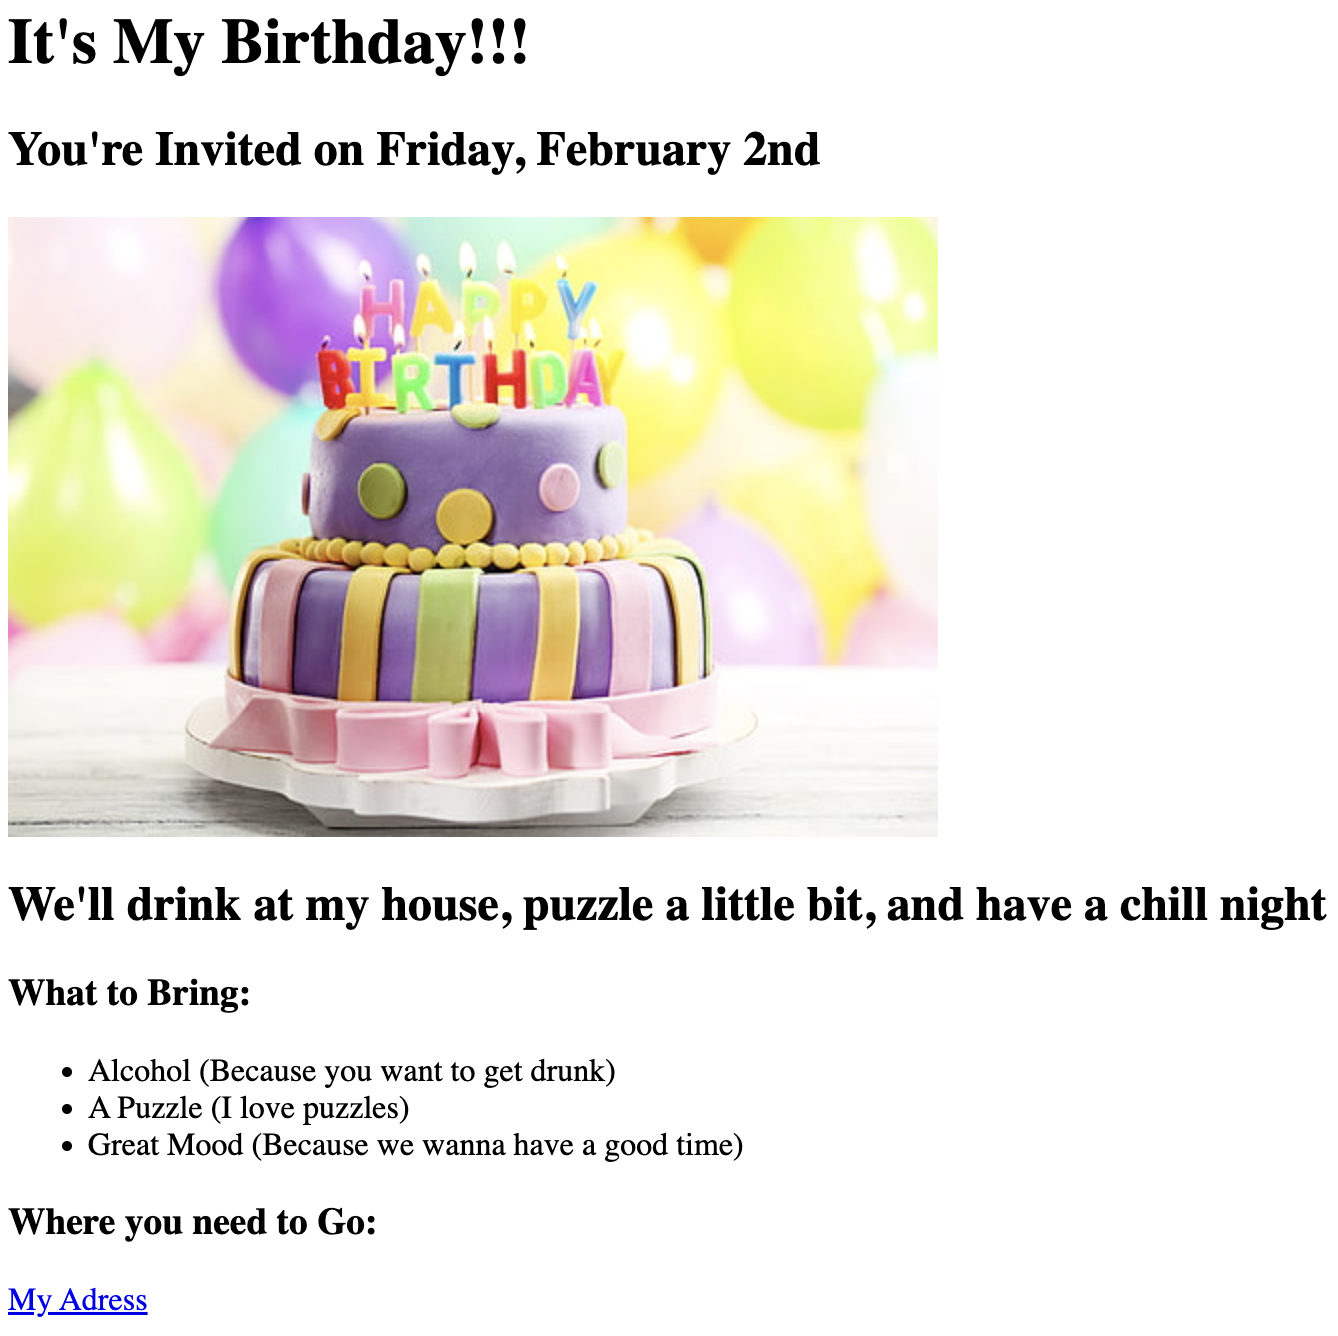 It's My Birthday!!!
You're Invited on Friday, February 2nd
HAPPY
BIRTHDAY
We'll drink at my house, puzzle a little bit, and have a chill night
What to Bring:
• Alcohol (Because you want to get drunk)
• A Puzzle (I love puzzles)
• Great Mood (Because we wanna have a good time)
Where you need to Go:
My Adress